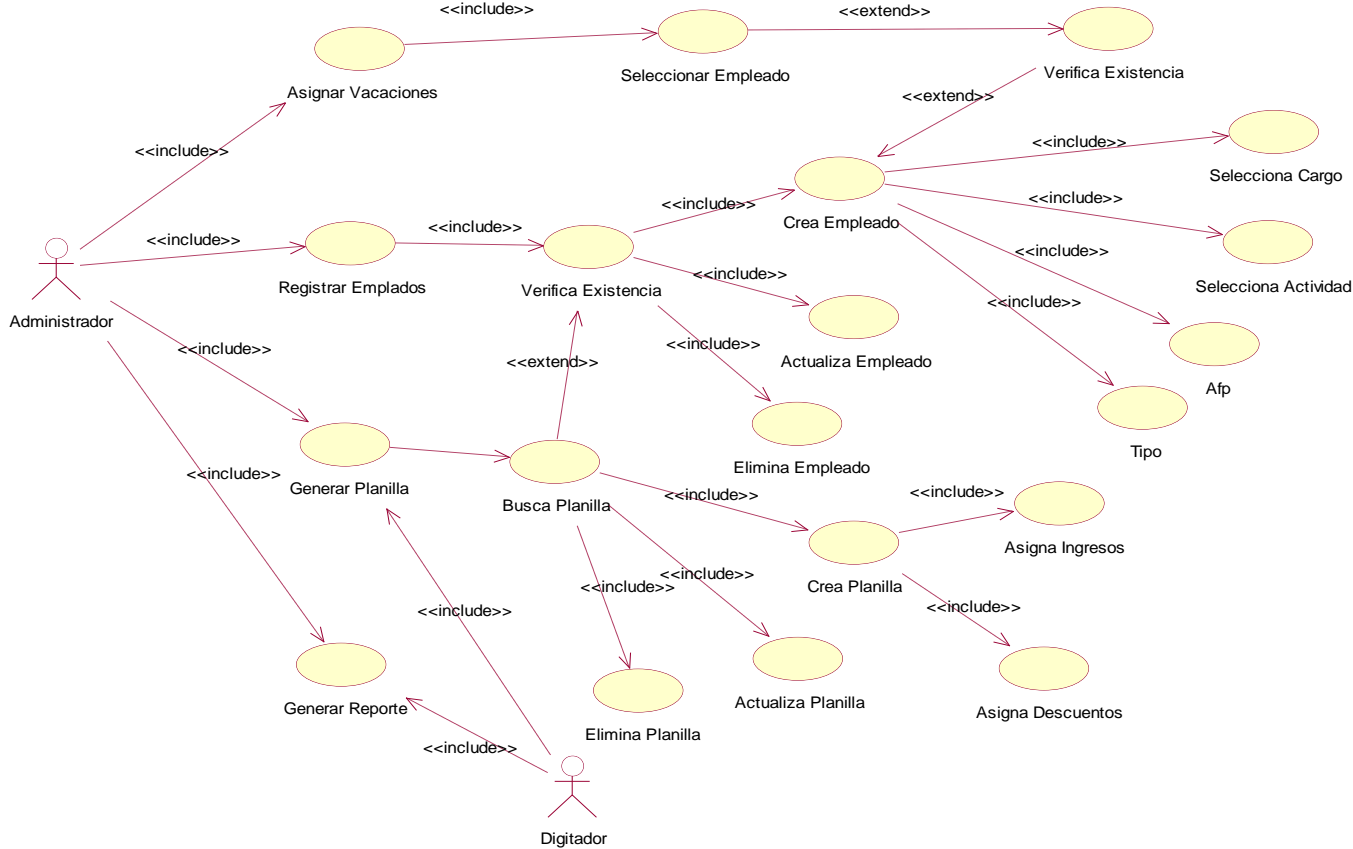 <<include>>
<<extend>>
Asignar Vacaciones
Seleccionar Empleado
Verifica Existencia
<<extend>>
<<include>>
<<include>>
Selecciona Cargo
<<include>>
Crea Empleado
<<include>>
<<include>>
<<include>>
<<include>>
Registrar Emplados
Verifica Existencia
<<include>>
Selecciona Actividad
<<include>>
Administrador
<<include>>
<<include>>
<<extend>>
Actualiza Empleado
Afp
Tipo
Elimina Empleado
<<include>>
Generar Planilla
Busca Planilla
<<include>>
<<include>>
Asigna Ingresos
<<include>>
<<include>>
Crea Planilla
<<include>>
<<include>>
Generar Reporte
Elimina Planilla
Actualiza Planilla
Asigna Descuentos
<<include>>
Digitador